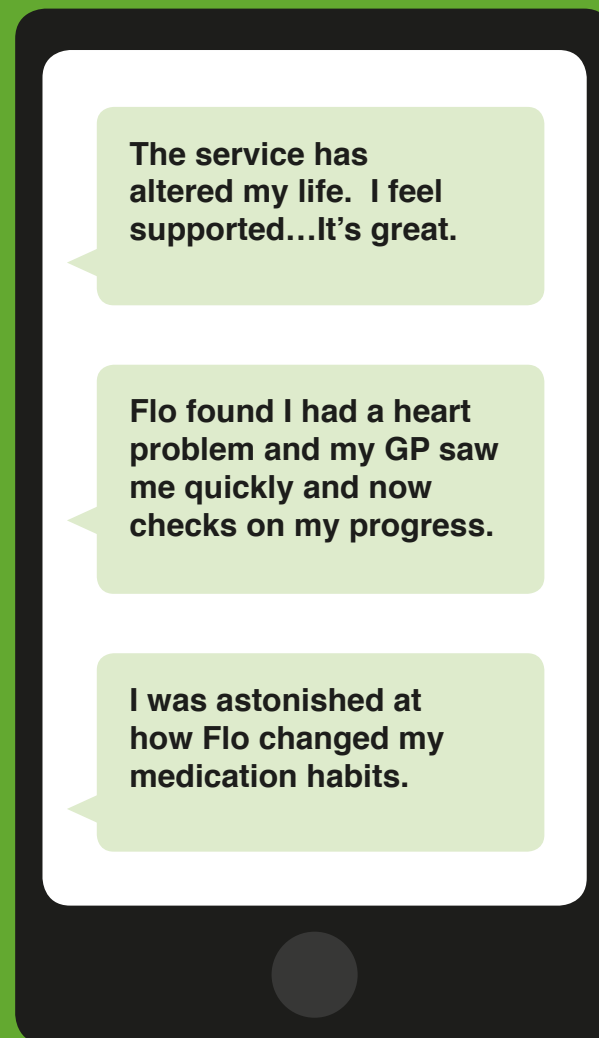 The service has
altered my life.  I feel
supported…It’s great.
Flo found I had a heart
problem and my GP saw
me quickly and now
checks on my progress.
I was astonished at
how Flo changed my
medication habits.